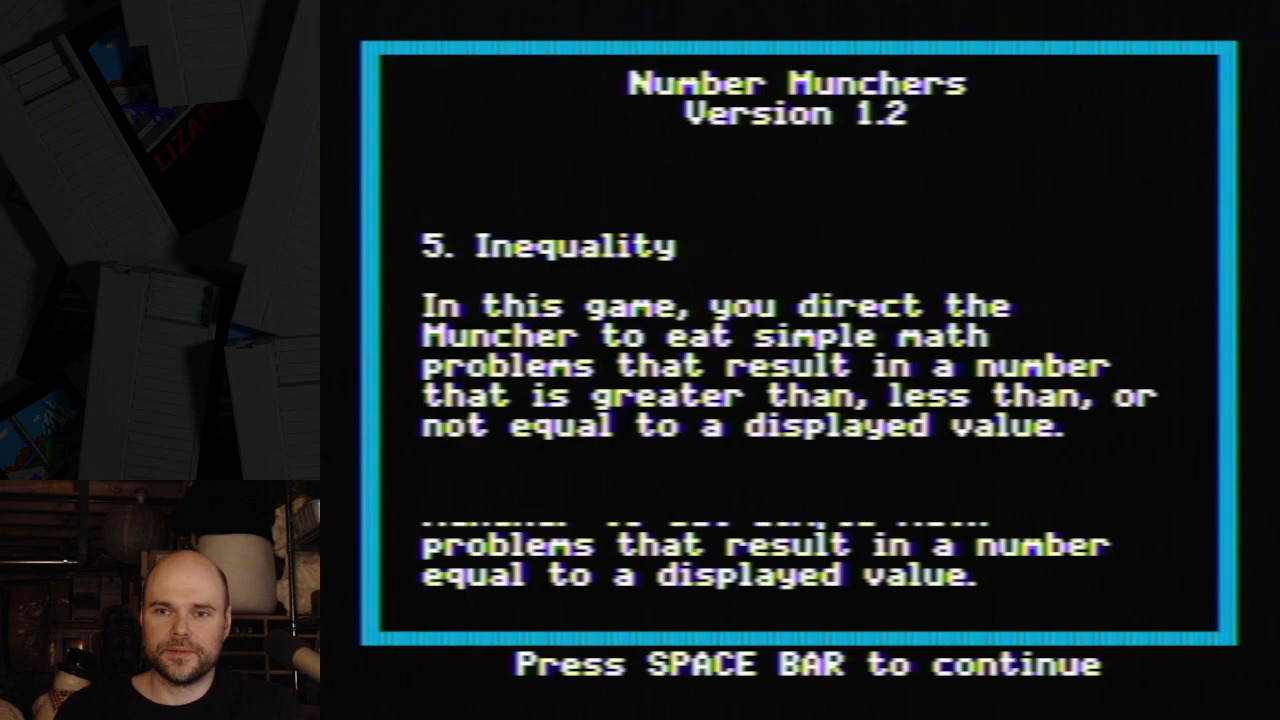 LIZAR
Number Munchers
Version 1.2
5. Inequality
In this game, you direct the
Muncher to eat simple math
problems that result in a number
that is greater than, less than, or
not equal to a displayed value.
problems that result in a number
equal to a displayed value.
Press SPACE BAR to continue